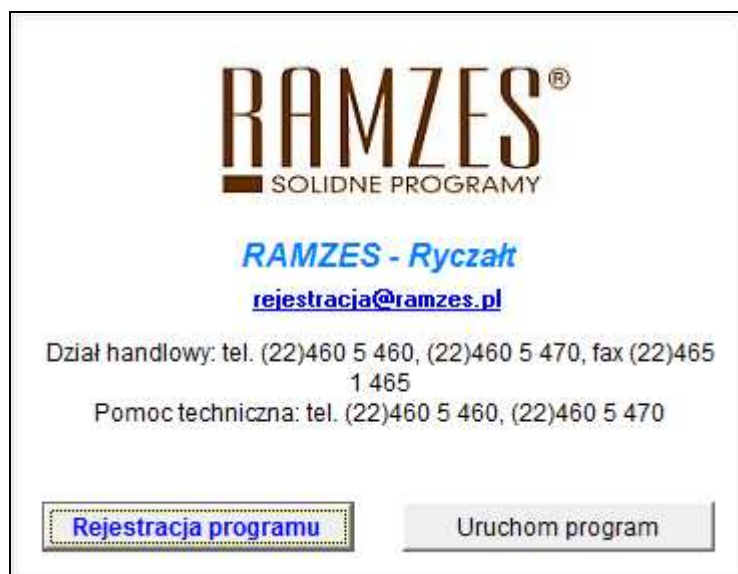 RAMZES®
SOLIDNE PROGRAMY
RAMZES - Ryczałt
rejestracja@ramzes.pl
Dział handlowy: tel. (22)460 5 460, (22)460 5 470, fax (22)465
1 465
Pomoc techniczna: tel. (22)460 5 460, (22)460 5 470
Rejestracja programu
Uruchom program